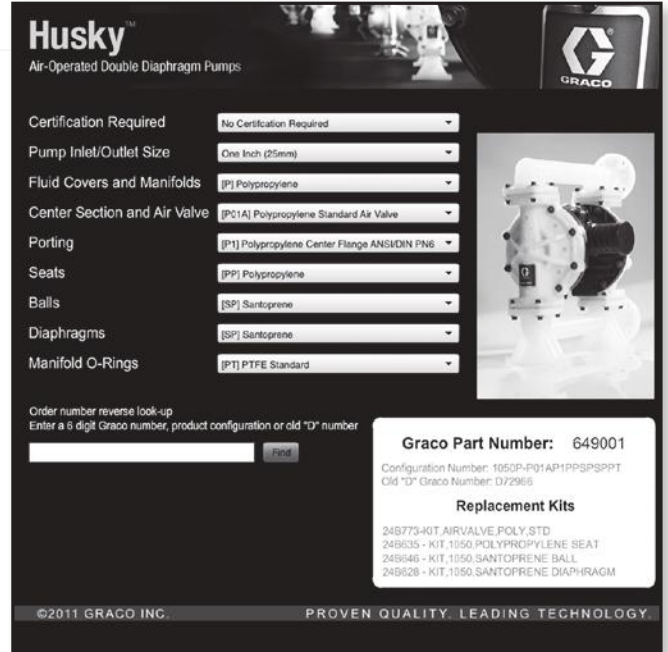 Husky™
Air-Operated Double Diaphragm Pumps
GRACO
Certification Required
No Certifcation Required
Pump Inlet/Outlet Size
One Inch (25mm)
Fluid Covers and Manifolds
[P] Polypropylene
Center Section and Air Valve
[P01A] Polypropylene Standard Air Valve
Porting
[P1] Polypropylene Center Flange ANSI/DIN PN6
Seats
[PP] Polypropylene
Balls
[SP] Santoprene
Diaphragms
[SP] Santoprene
Manifold O-Rings
[PT] PTFE Standard
Order number reverse look-up
Enter a 6 digit Graco number, product configuration or old "D" number
Find
Graco Part Number: 649001
Configuration Number: 1050P-P01AP1PPSPSPPT
Old "D" Graco Number: D72966
Replacement Kits
24B773-KIT,AIRVALVE,POLY,STD
24B635 - KIT,1050,POLYPROPYLENE SEAT
24B646 - KIT,1050,SANTOPRENE BALL
24B628 - KIT,1050,SANTOPRENE DIAPHRAGM
©2011 GRACO INC.
PROVEN QUALITY. LEADING TECHNOLOGY.